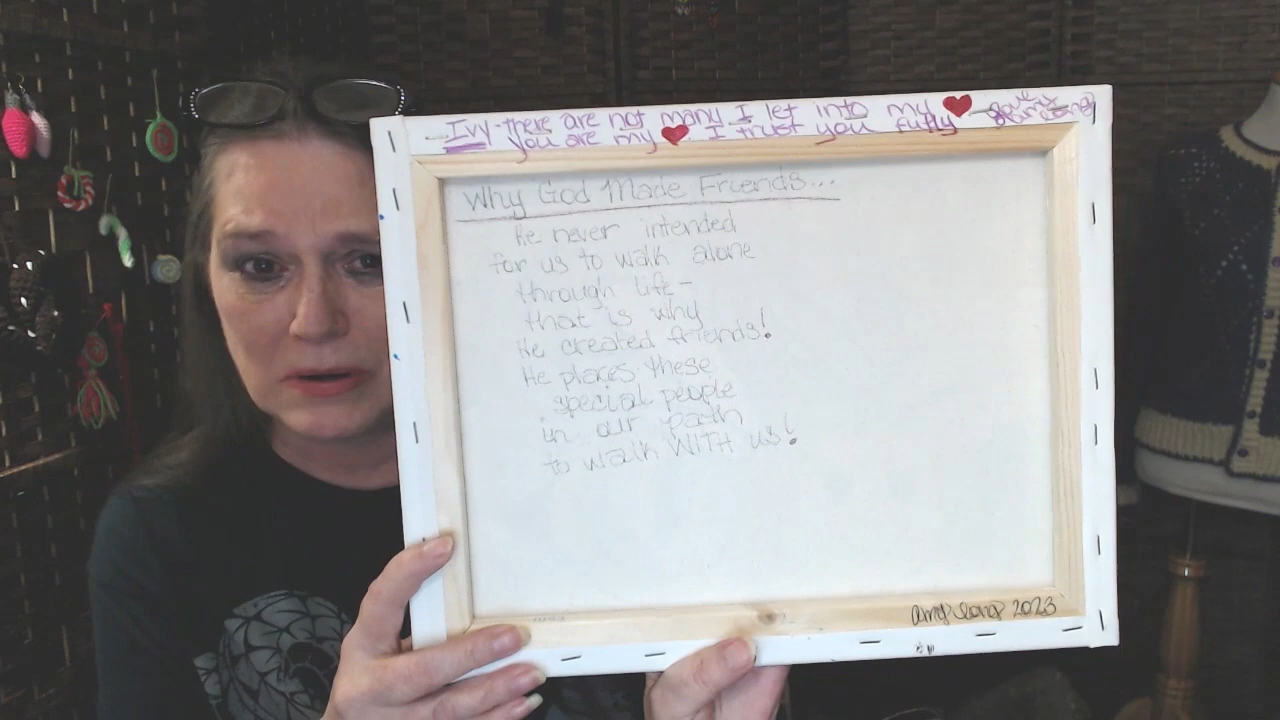 Ivy - there are not many I let into my ♥ - Love
you are my ♥. I trust you fully
Why God Made Friends...
He never intended
for us to walk alone
through life -
that is why
He created friends!
He places these
special people
in our path
to walk WITH us!
2023